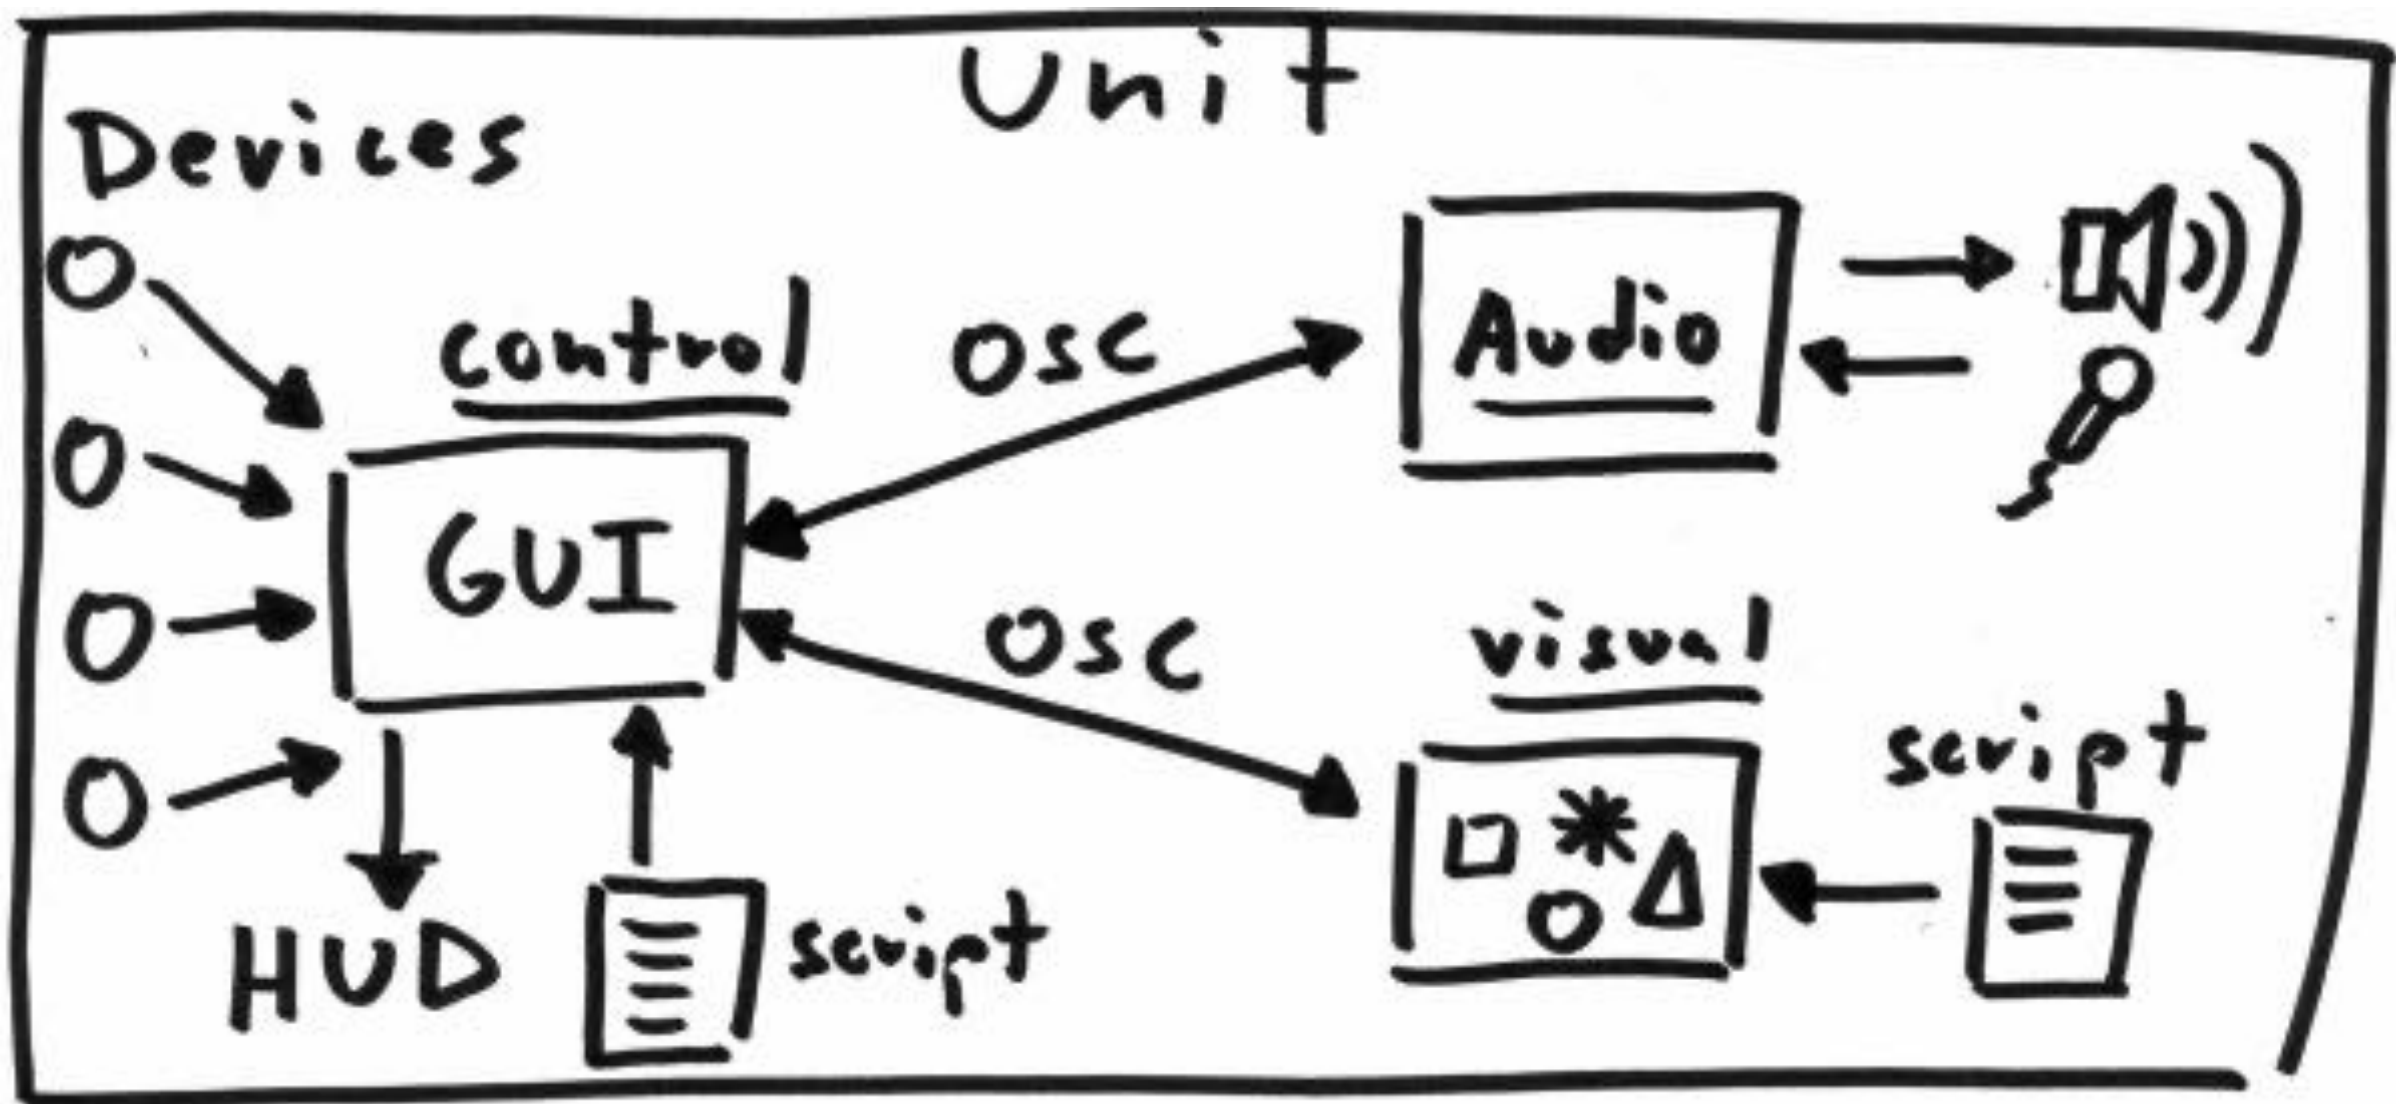 Unit
Devices
control
OSC
Audio
GUI
OSC
visual
script
HUD
script